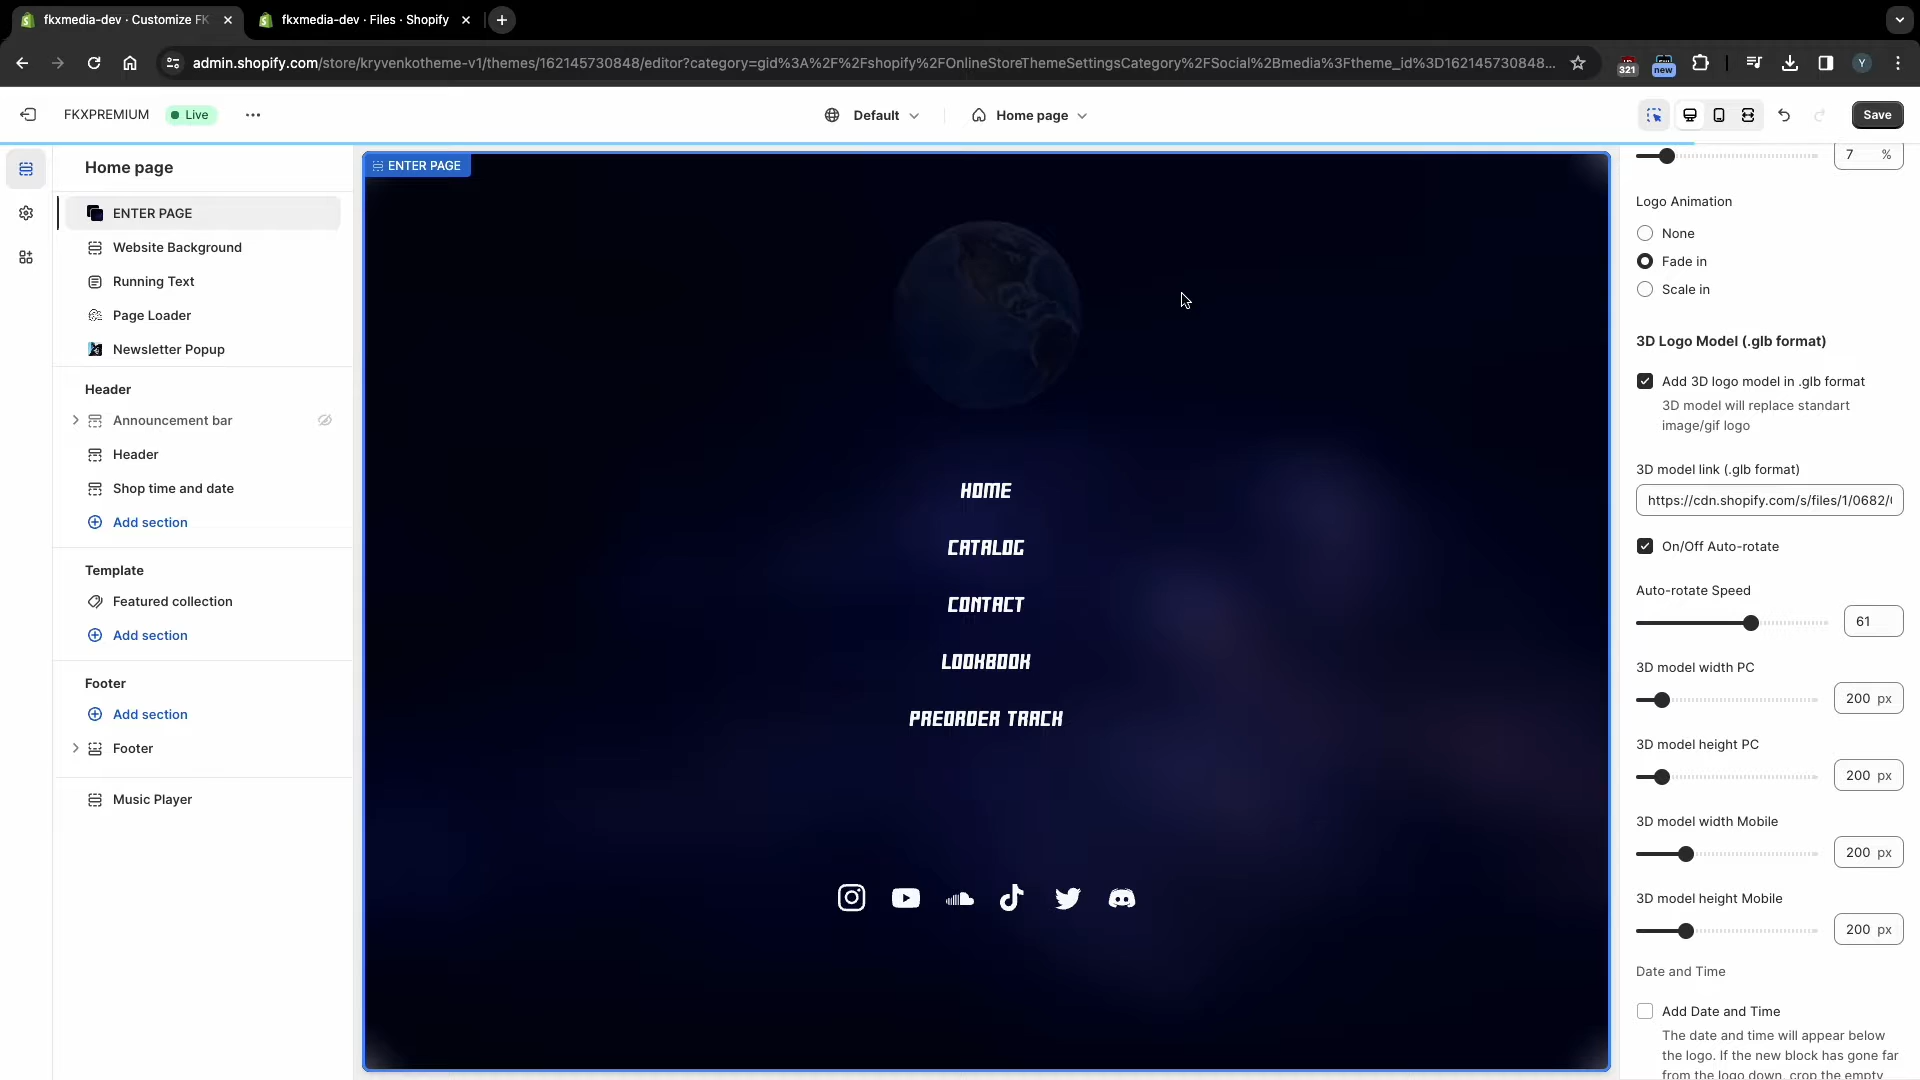 fkxmedia-dev · Customize FK
fkxmedia-dev · Files · Shopify
admin.shopify.com/store/kryvenkotheme-v1/themes/162145730848/editor?category=gid%3A%2F%2Fshopify%2FOnlineStoreThemeSettingsCategory%2FSocial%2Bmedia%3Ftheme_id%3D162145730848...
321
new
Y
FKXPREMIUM
Live
Default
Home page
Save
Home page
ENTER PAGE
Website Background
Running Text
Page Loader
Newsletter Popup
Header
Announcement bar
Header
Shop time and date
Add section
Template
Featured collection
Add section
Footer
Add section
Footer
Music Player
ENTER PAGE
HOME
CATALOG
CONTACT
LOOKBOOK
PREORDER TRACK
7 %
Logo Animation
None
Fade in
Scale in
3D Logo Model (.glb format)
Add 3D logo model in .glb format
3D model will replace standart
image/gif logo
3D model link (.glb format)
https://cdn.shopify.com/s/files/1/0682/
On/Off Auto-rotate
Auto-rotate Speed
61
3D model width PC
200 px
3D model height PC
200 px
3D model width Mobile
200 px
3D model height Mobile
200 px
Date and Time
Add Date and Time
The date and time will appear below
the logo. If the new block has gone far
from the logo down, crop the empty